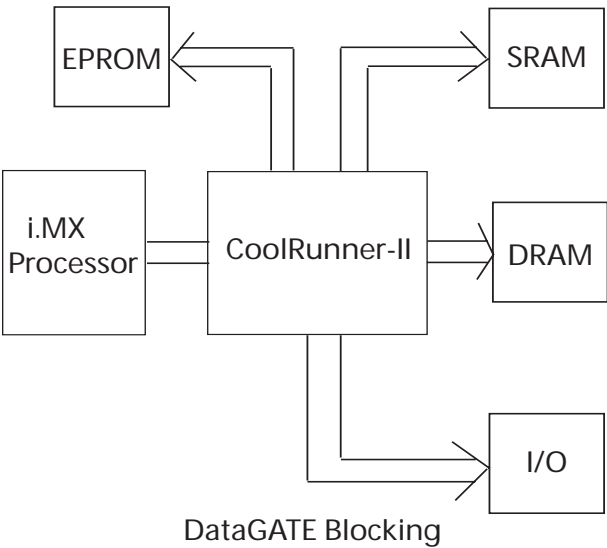 EPROM
SRAM
i.MX
Processor
CoolRunner-II
DRAM
I/O
DataGATE Blocking